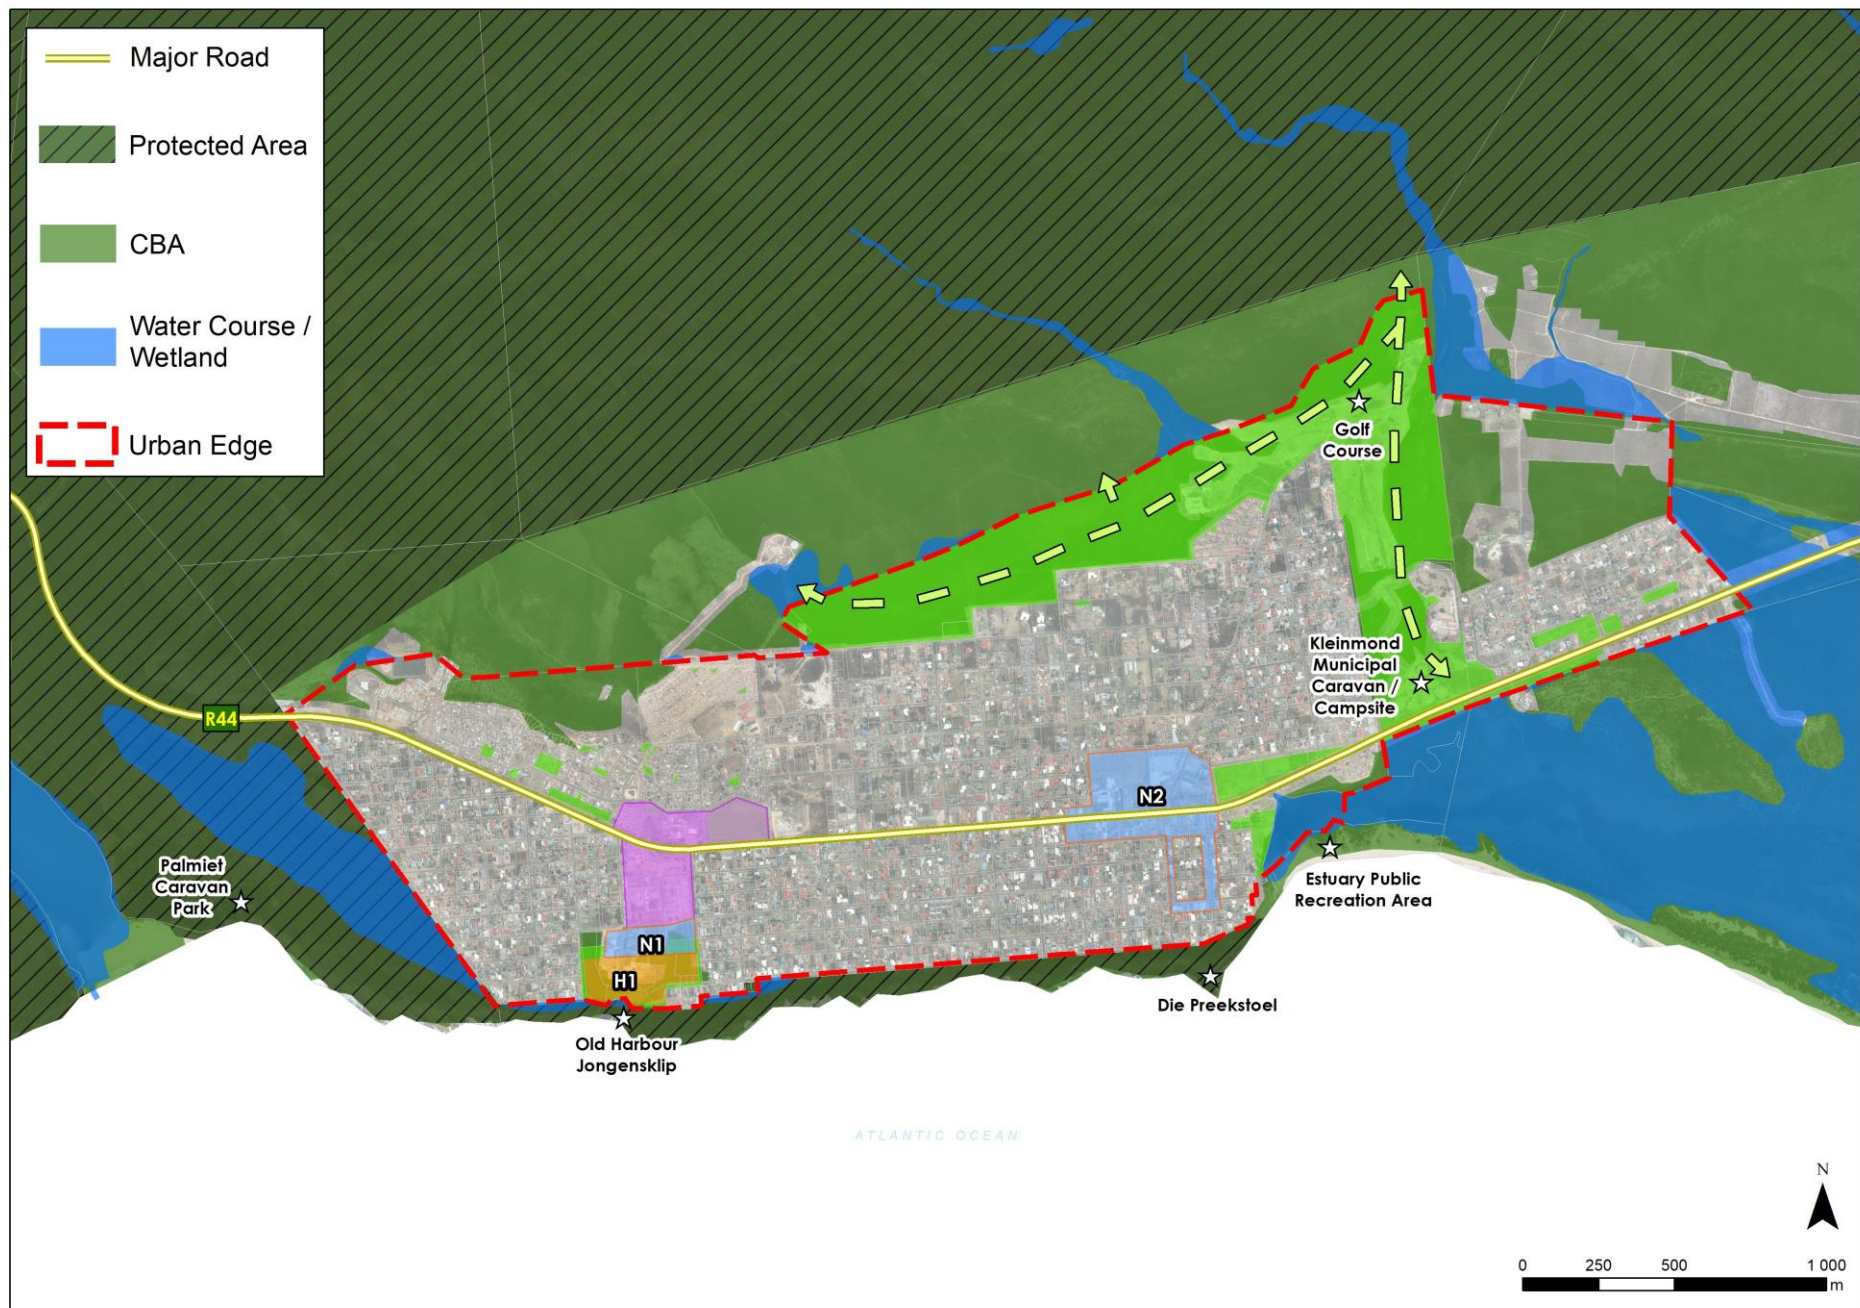 Major Road
Protected Area
CBA
Water Course /
Wetland
Urban Edge
Golf
Course
Kleinmond
Municipal
Caravan /
Campsite
R44
N2
Palmiet
Caravan
Park
Estuary Public
Recreation Area
N1
H1
Die Preekstoel
Old Harbour
Jongensklip
ATLANTIC OCEAN
N
0 250 500 1 000
m